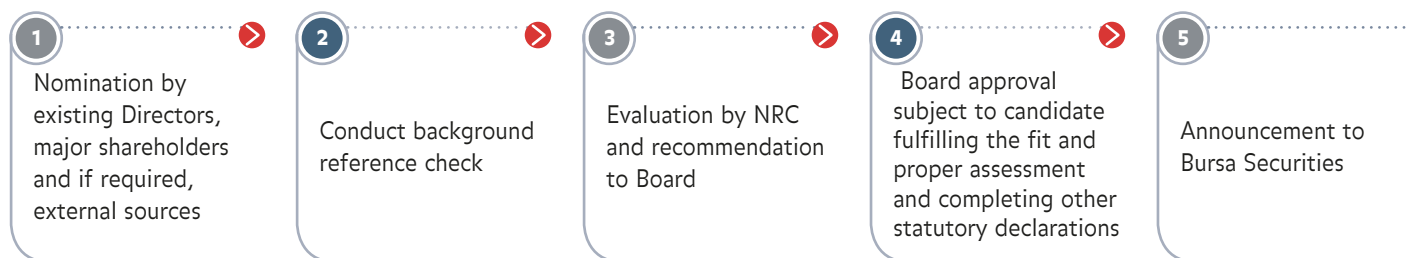 1
Nomination by
existing Directors,
major shareholders
and if required,
external sources
2
Conduct background
reference check
3
Evaluation by NRC
and recommendation
to Board
4
Board approval
subject to candidate
fulfilling the fit and
proper assessment
and completing other
statutory declarations
5
Announcement to
Bursa Securities